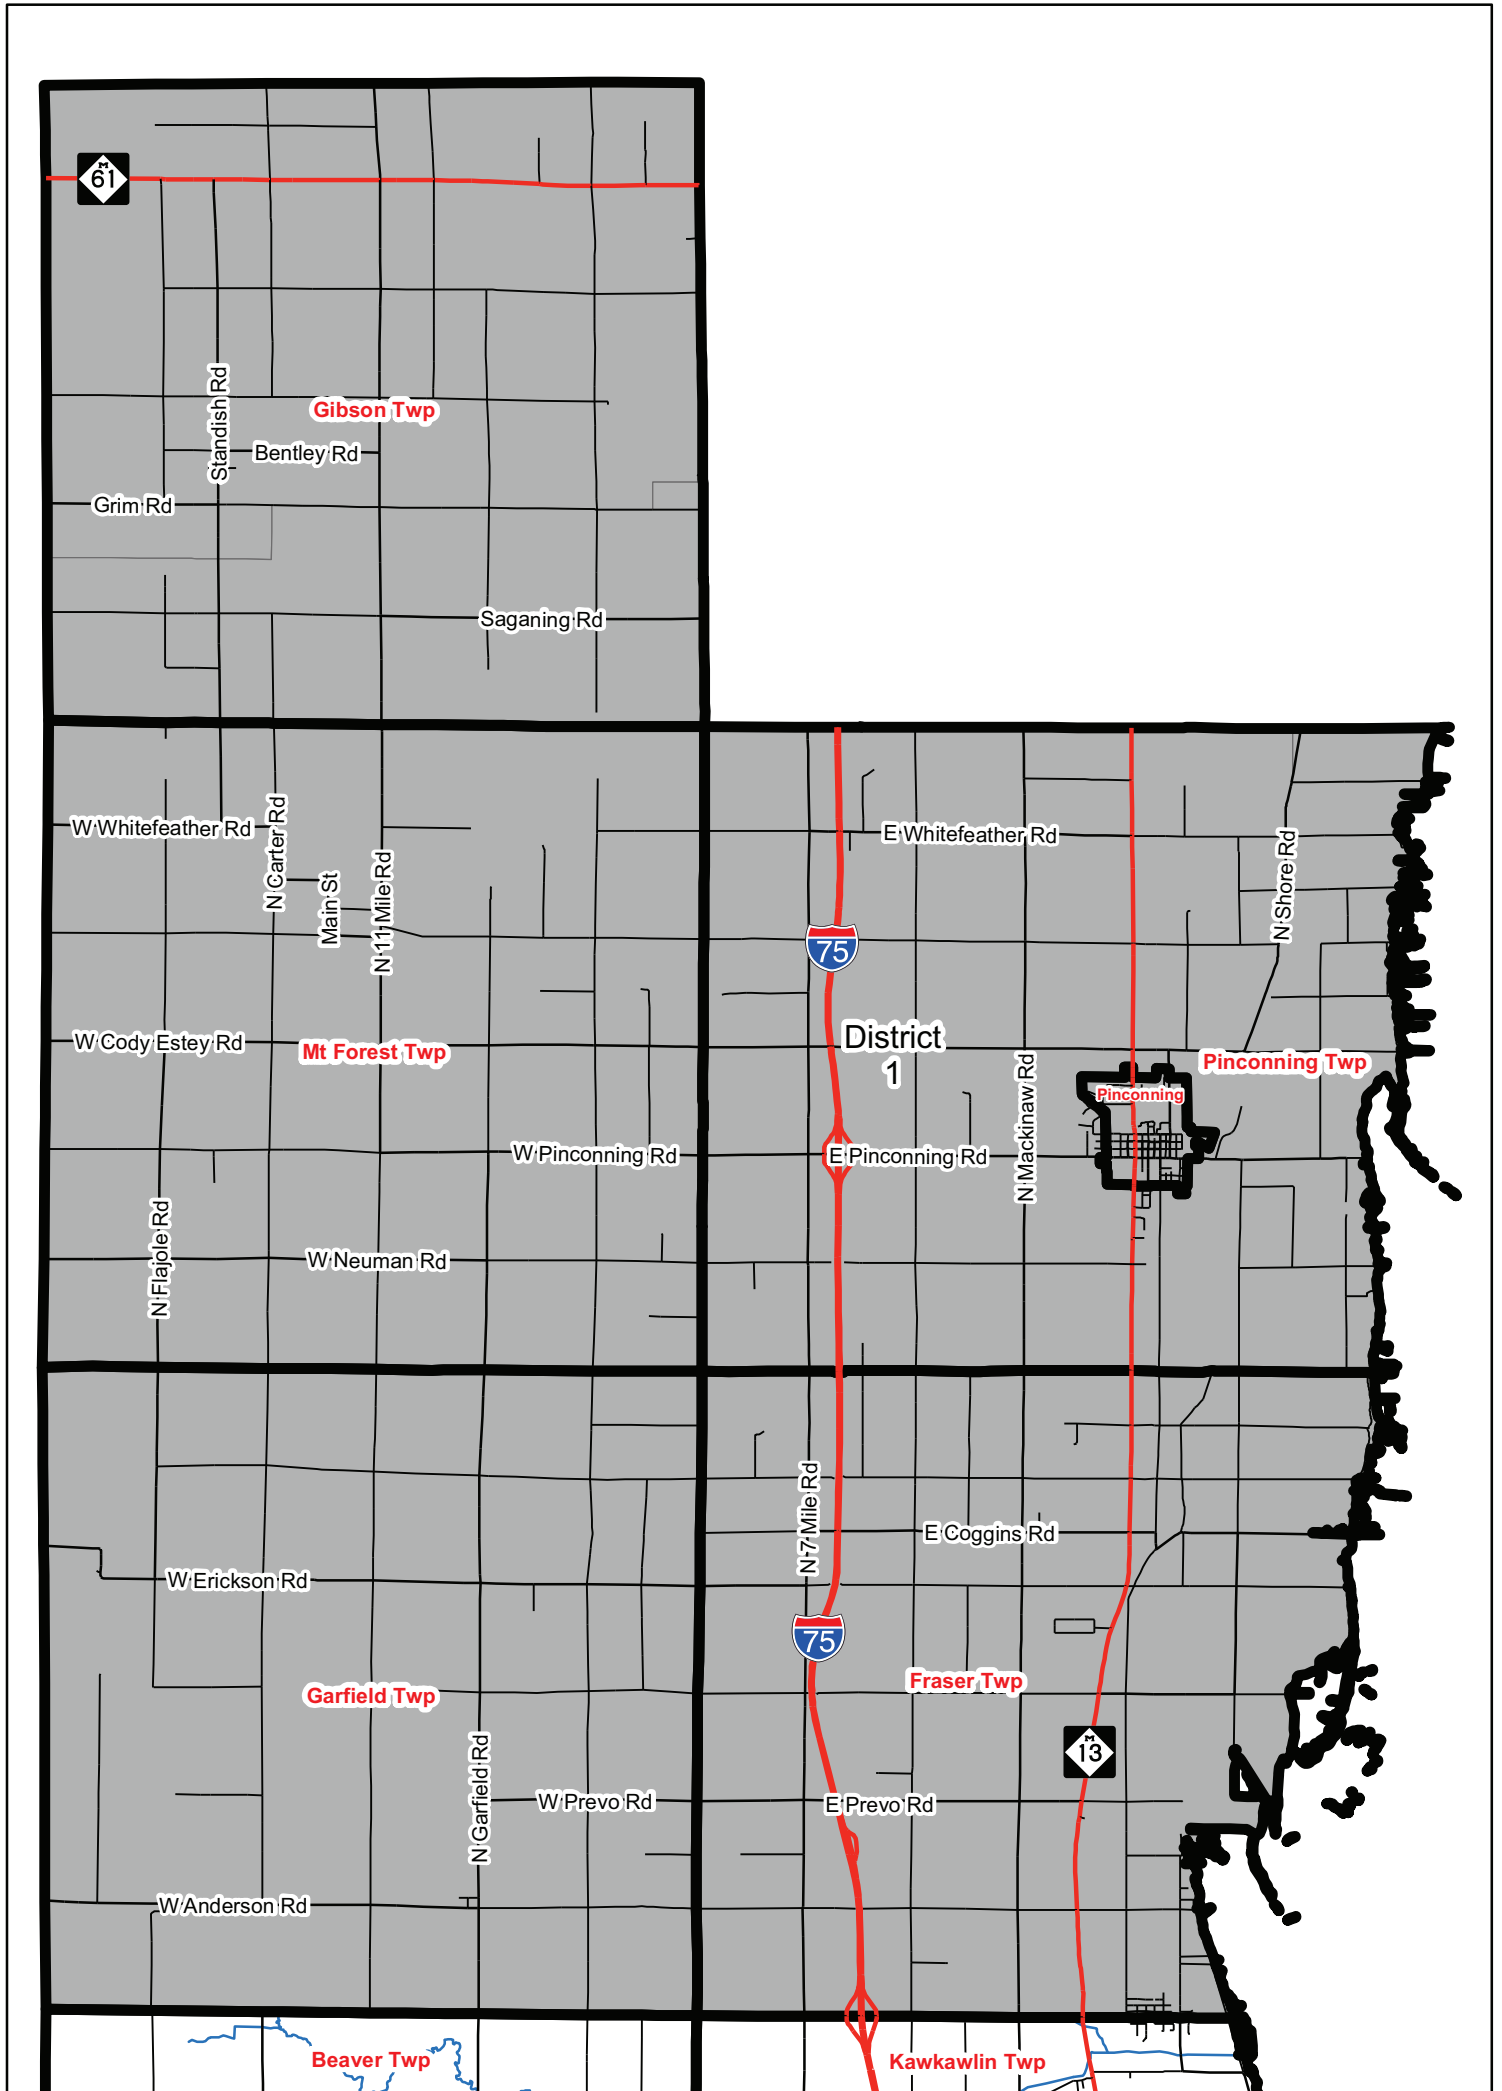 M
61
Standish Rd
Gibson Twp
Bentley Rd
Grim Rd
Saganing Rd
W Whitefeather Rd
N Carter Rd
Main St
N 11 Mile Rd
E Whitefeather Rd
N Shore Rd
75
W Cody Estey Rd
Mt Forest Twp
District
1
N Mackinaw Rd
Pinconning Twp
Pinconning
W Pinconning Rd
E Pinconning Rd
N Flajole Rd
W Neuman Rd
N 7 Mile Rd
E Coggins Rd
W Erickson Rd
75
Garfield Twp
Fraser Twp
M
13
N Garfield Rd
W Prevo Rd
E Prevo Rd
W Anderson Rd
Beaver Twp
Kawkawlin Twp